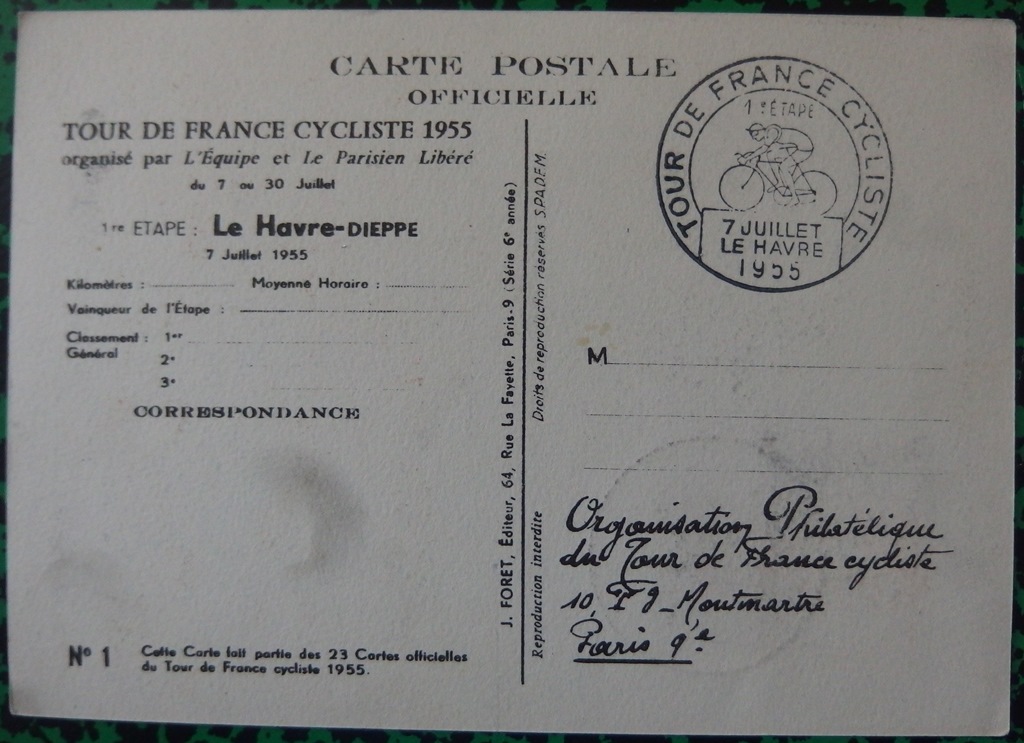 CARTE POSTALE
OFFICIELLE
TOUR DE FRANCE CYCLISTE 1955
organisé par L'Équipe et Le Parisien Libéré
du 7 au 30 Juillet
1re ETAPE : Le Havre-DIEPPE
7 Juillet 1955
Kilomètres : Moyenne Horaire :
Vainqueur de l'Étape :
Classement : 1er
Général 2e
3e
CORRESPONDANCE
Nº 1 Cette Carte fait partie des 23 Cartes officielles
du Tour de France cycliste 1955.
J. FORET, Éditeur, 64, Rue La Fayette, Paris-9 (Série 6e année)
Reproduction interdite Droits de reproduction réservés S.P.A.D.E.M.
TOUR DE FRANCE CYCLISTE
1e ÉTAPE
7 JUILLET
LE HAVRE
1955
M
Organisation Philatélique
du Tour de France cycliste
10, Fg Montmartre
Paris 9e